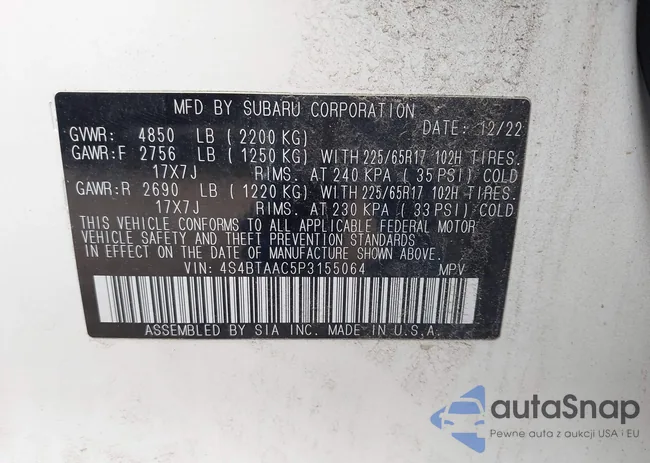 MFD BY SUBARU CORPORATION
DATE: 12/22
GVWR: 4850 LB (2200 KG)
GAWR:F 2756 LB (1250 KG) WITH 225/65R17 102H TIRES.
17X7J RIMS. AT 240 KPA (35 PSI) COLD
GAWR:R 2690 LB (1220 KG) WITH 225/65R17 102H TIRES.
17X7J RIMS. AT 230 KPA (33 PSI) COLD
THIS VEHICLE CONFORMS TO ALL APPLICABLE FEDERAL MOTOR
VEHICLE SAFETY AND THEFT PREVENTION STANDARDS
IN EFFECT ON THE DATE OF MANUFACTURE SHOWN ABOVE.
VIN: 4S4BTAAC5P3155064 MPV
ASSEMBLED BY SIA INC. MADE IN U.S.A.
autaSnap
Pewne auta z aukcji USA i EU